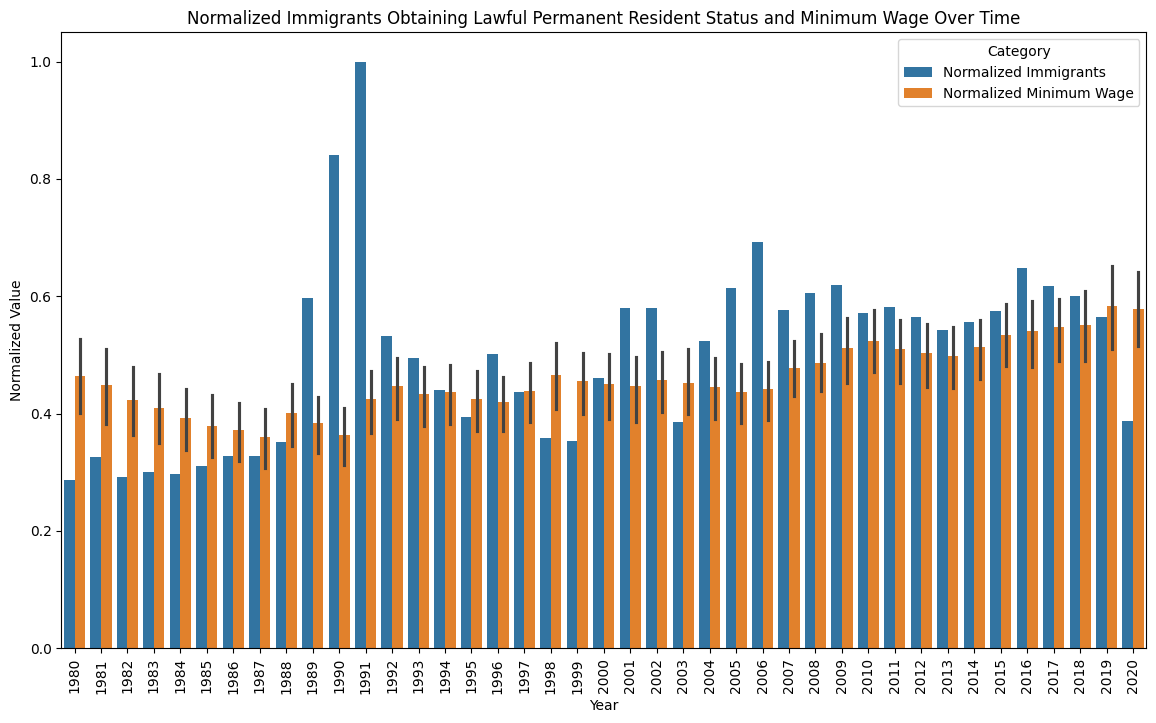 Normalized Immigrants Obtaining Lawful Permanent Resident Status and Minimum Wage Over Time
Category
Normalized Immigrants
Normalized Minimum Wage
Normalized Value
1.0
0.8
0.6
0.4
0.2
0.0
1980 1981 1982 1983 1984 1985 1986 1987 1988 1989 1990 1991 1992 1993 1994 1995 1996 1997 1998 1999 2000 2001 2002 2003 2004 2005 2006 2007 2008 2009 2010 2011 2012 2013 2014 2015 2016 2017 2018 2019 2020
Year